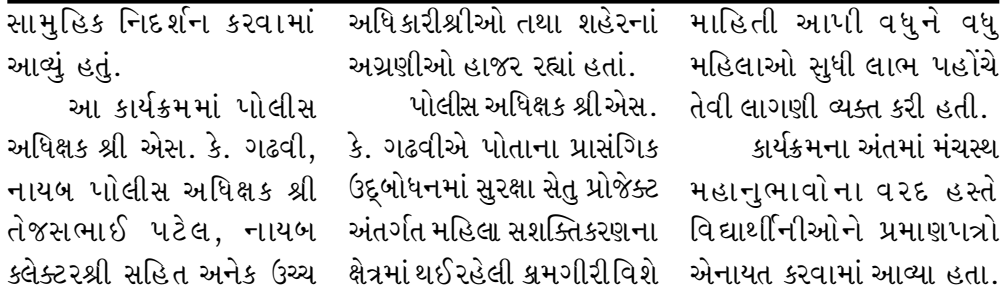 સામુહિક નિદર્શન કરવામાં
આવ્યું હતું.
આ કાર્યક્રમમાં પોલીસ
અધિક્ષક શ્રી એસ. કે. ગઢવી,
નાયબ પોલીસ અધિક્ષક શ્રી
તેજસભાઈ પટેલ, નાયબ
ક્લેક્ટરશ્રી સહિત અનેક ઉચ્ચ
અધિકારીશ્રીઓ તથા શહેરનાં
અગ્રણીઓ હાજર રહ્યાં હતાં.
પોલીસ અધિક્ષક શ્રી એસ.
કે. ગઢવીએ પોતાના પ્રાસંગિક
ઉદ્‌બોધનમાં સુરક્ષા સેતુ પ્રોજેક્ટ
અંતર્ગત મહિલા સશક્તિકરણના
ક્ષેત્રમાં થઈ રહેલી કામગીરી વિશે
માહિતી આપી વધુને વધુ
મહિલાઓ સુધી લાભ પહોંચે
તેવી લાગણી વ્યક્ત કરી હતી.
કાર્યક્રમના અંતમાં મંચસ્થ
મહાનુભાવોના વરદ હસ્તે
વિદ્યાર્થીનીઓને પ્રમાણપત્રો
એનાયત કરવામાં આવ્યા હતા.